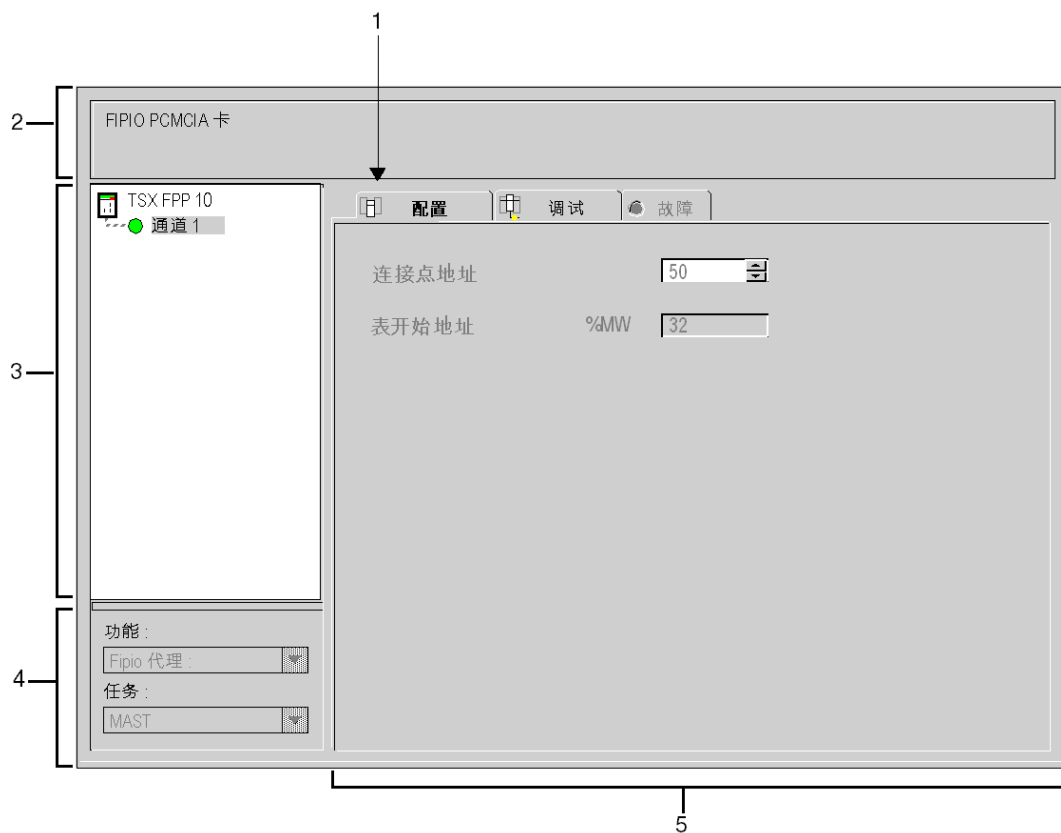 1
2
FIPIO PCMCIA 卡
3
TSX FPP 10
通道 1
配置
调试
故障
连接点地址 50
表开始地址 %MW 32
4
功能 :
Fipio 代理 :
任务 :
MAST
5